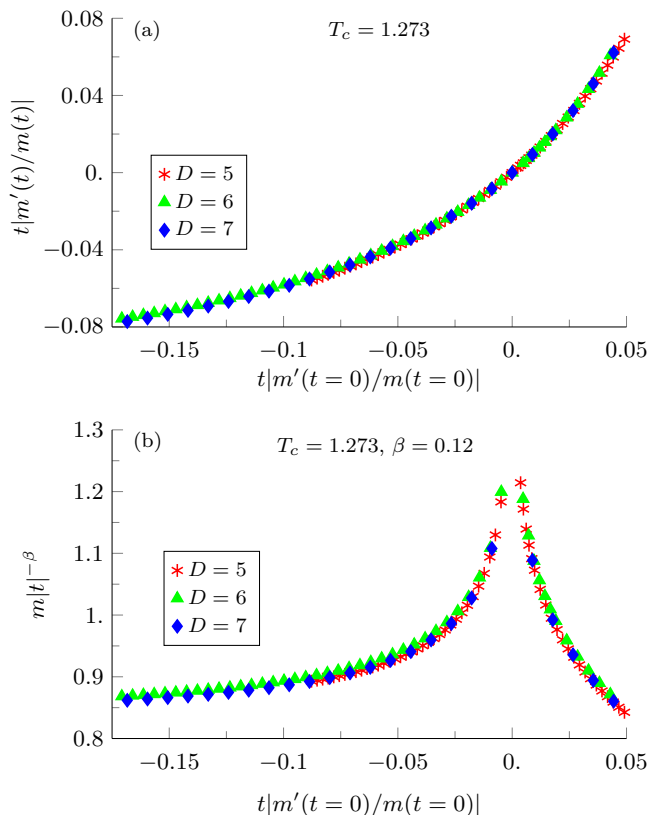 (a)
T_c = 1.273
t|m′(t)/m(t)|
0.08
0.04
0.
−0.04
−0.08
D = 5
D = 6
D = 7
−0.15 −0.1 −0.05 0. 0.05
t|m′(t = 0)/m(t = 0)|
(b)
T_c = 1.273, β = 0.12
m|t|^{−β}
1.3
1.2
1.1
1.
0.9
0.8
D = 5
D = 6
D = 7
−0.15 −0.1 −0.05 0. 0.05
t|m′(t = 0)/m(t = 0)|